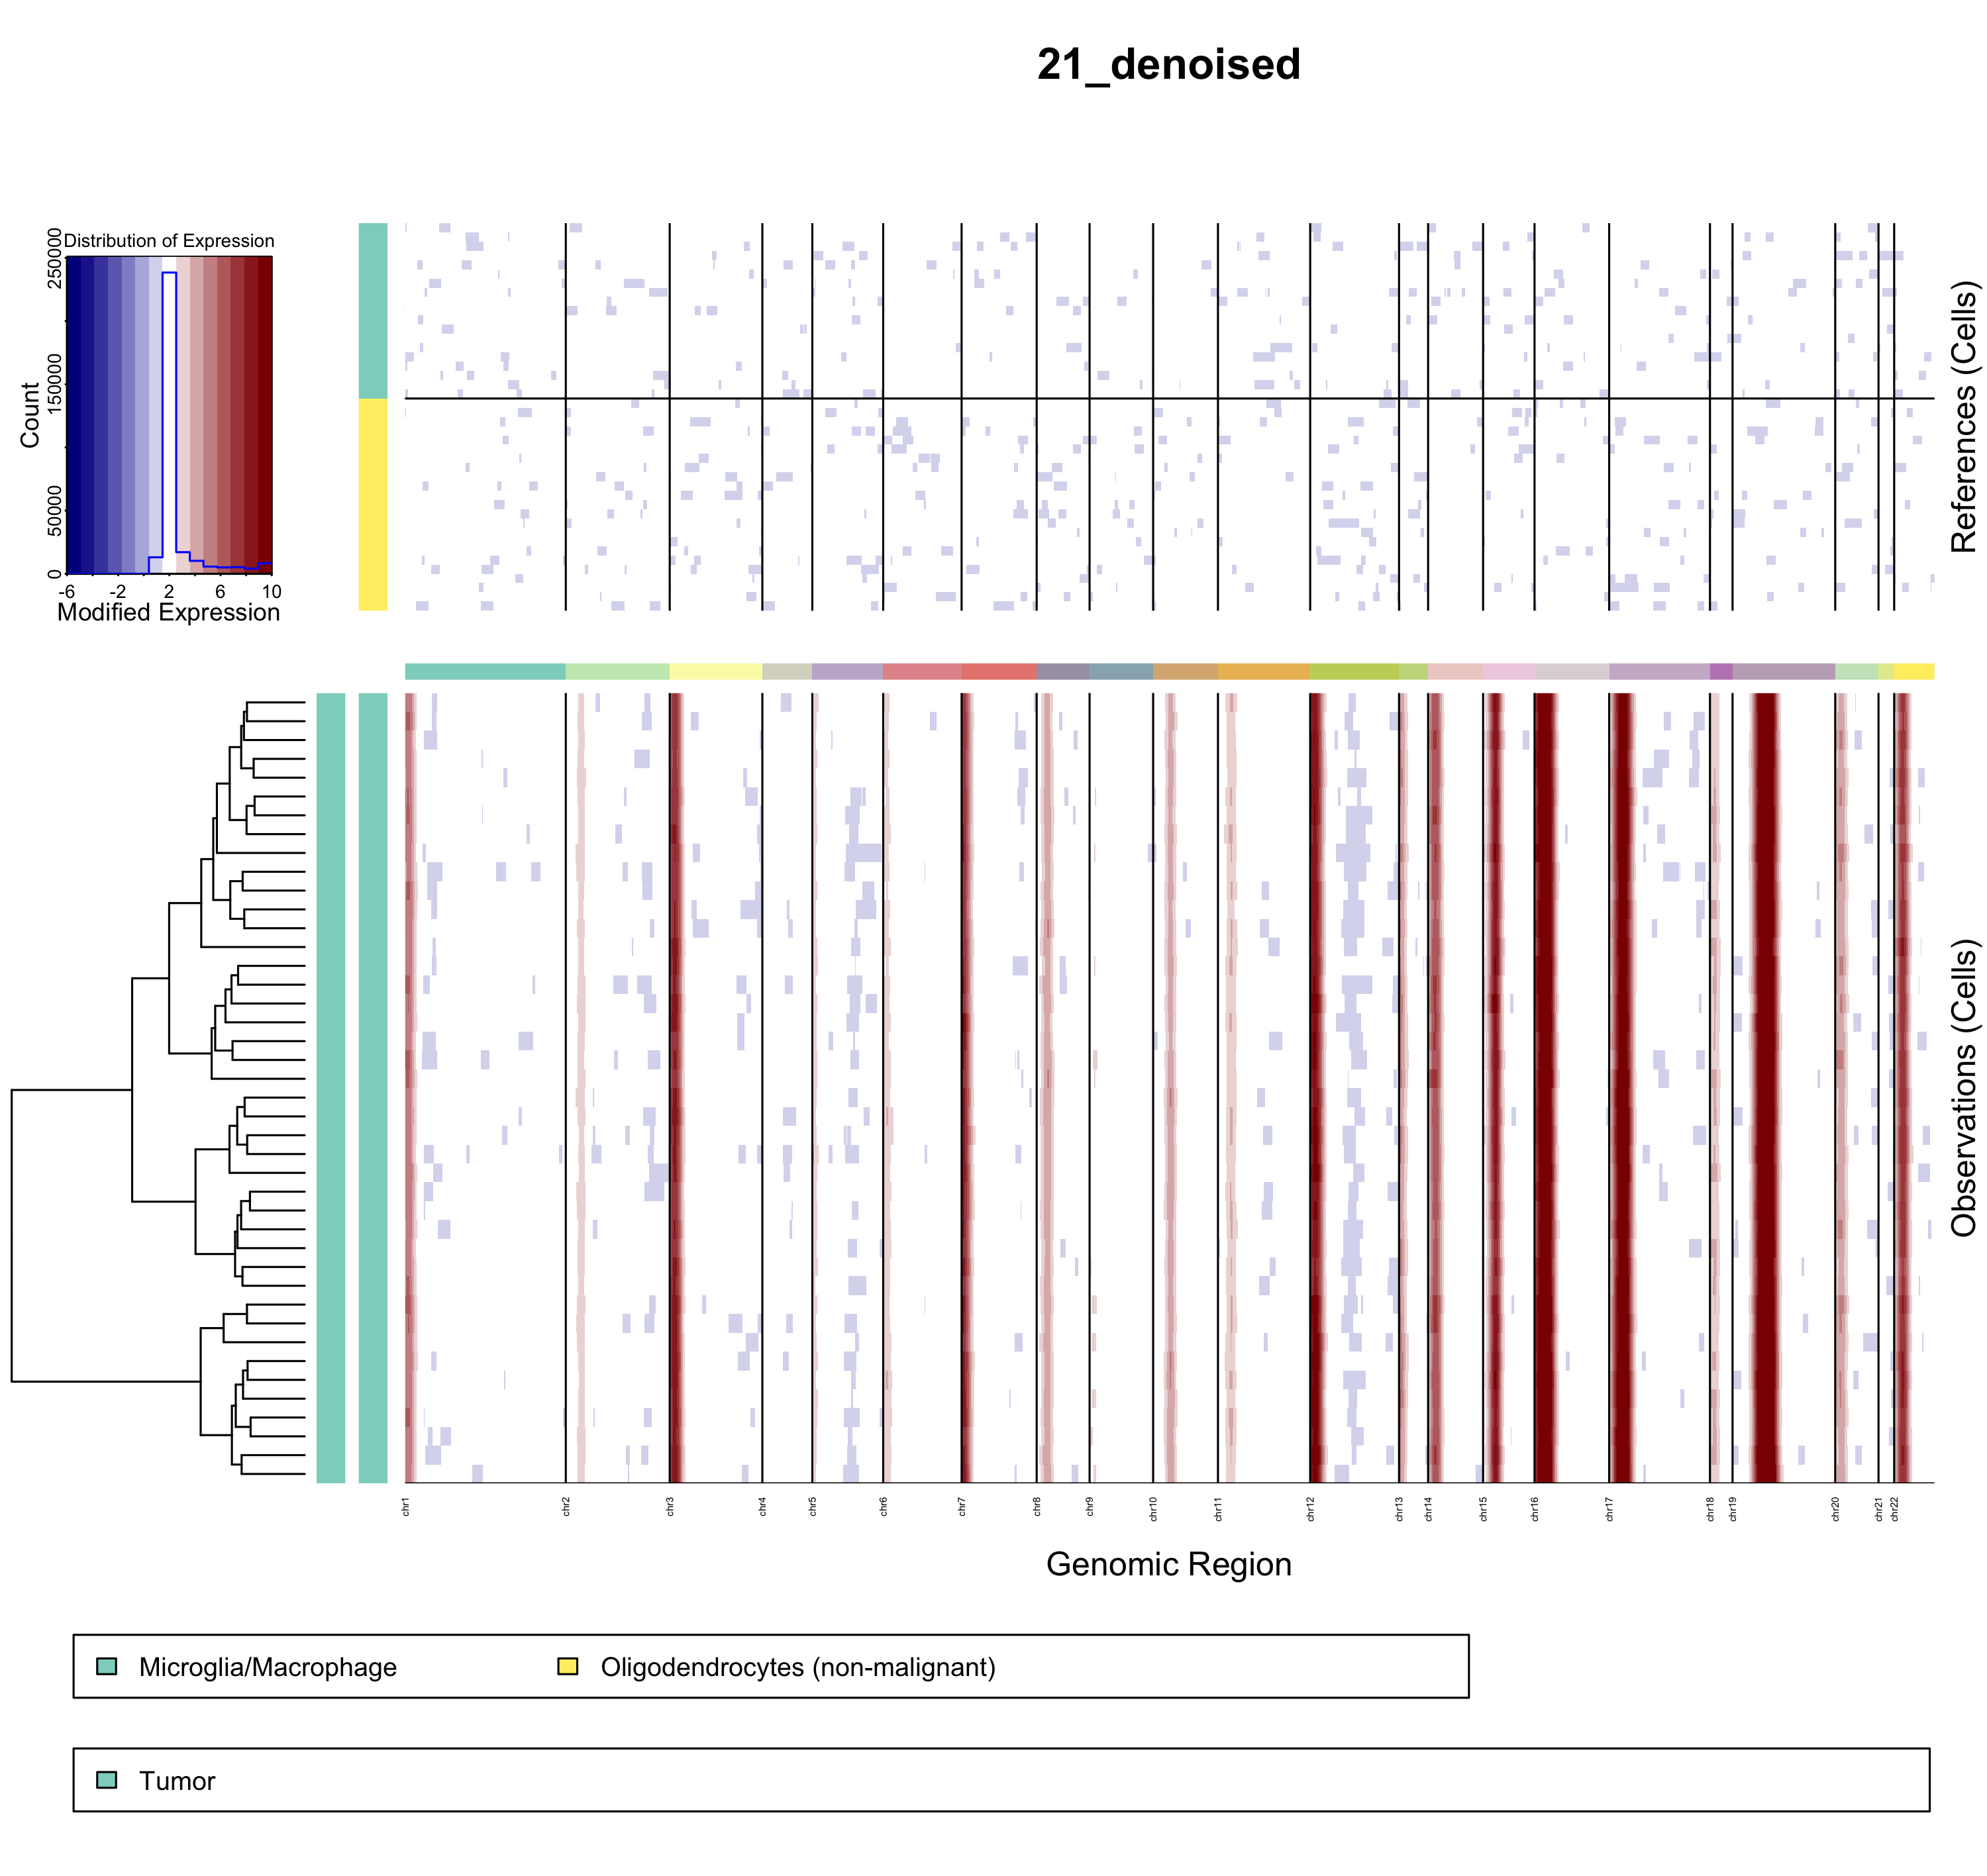 21_denoised
Distribution of Expression
Count
0 50000 150000 250000
-6 -2 2 6 10
Modified Expression
References (Cells)
Observations (Cells)
chr1 chr2 chr3 chr4 chr5 chr6 chr7 chr8 chr9 chr10 chr11 chr12 chr13 chr14 chr15 chr16 chr17 chr18 chr19 chr20 chr21 chr22
Genomic Region
Microglia/Macrophage Oligodendrocytes (non-malignant)
Tumor